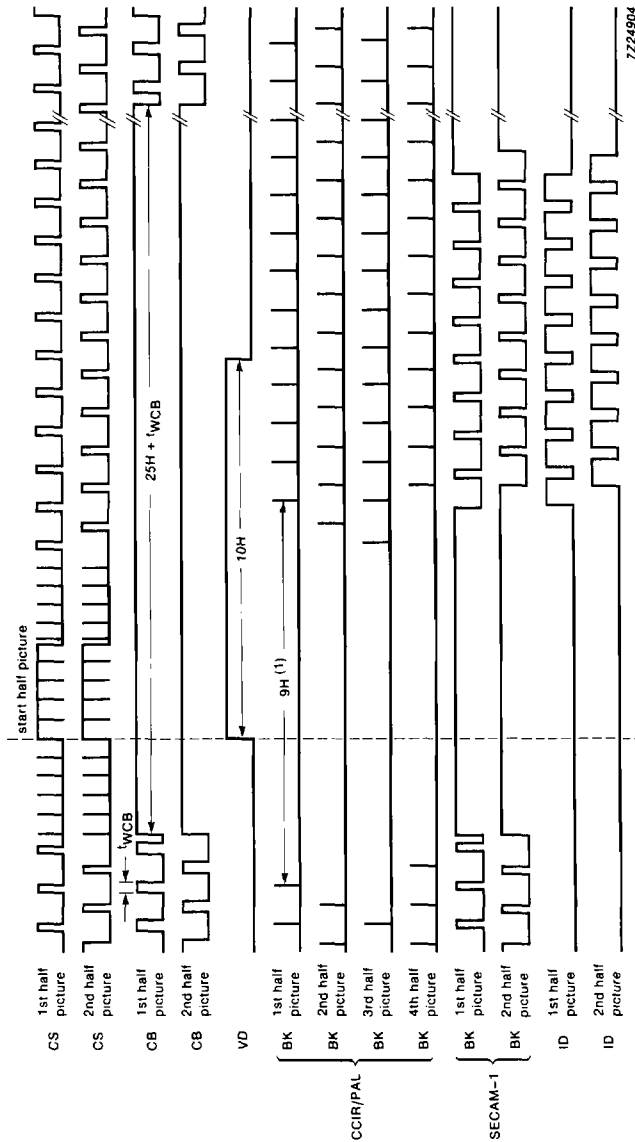 start half picture
CS
1st half
picture
CS
2nd half
picture
tWCB
CB
1st half
picture
25H + tWCB
CB
2nd half
picture
VD
10H
CCIR/PAL
BK
1st half
picture
9H (1)
BK
2nd half
picture
BK
3rd half
picture
BK
4th half
picture
SECAM-1
BK
1st half
picture
BK
2nd half
picture
ID
1st half
picture
ID
2nd half
picture
7Z24904